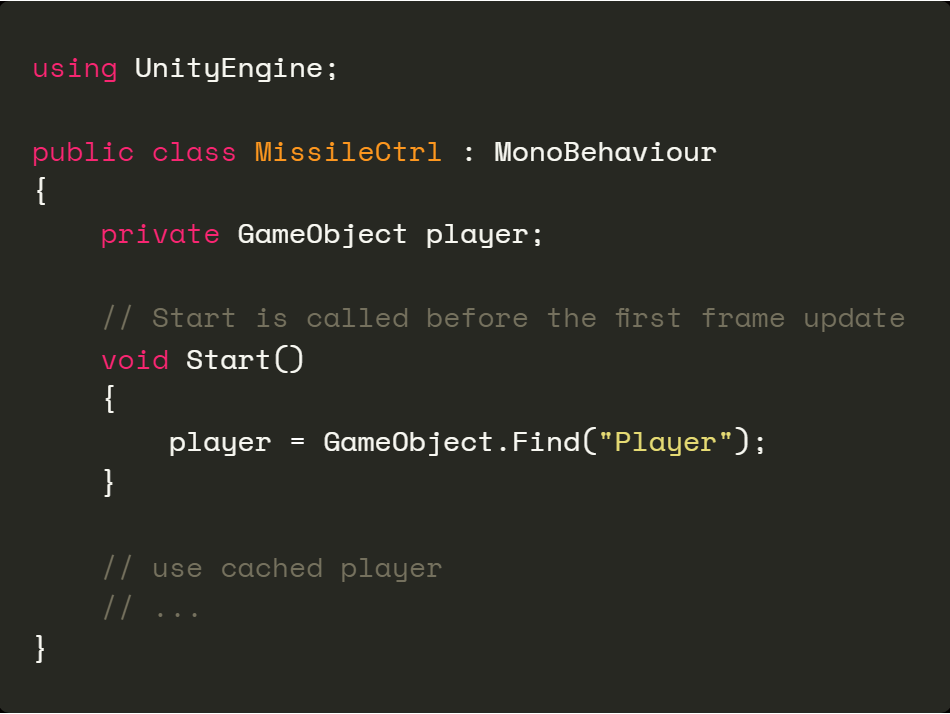 using UnityEngine;
public class MissileCtrl : MonoBehaviour
{
    private GameObject player;
    // Start is called before the first frame update
    void Start()
    {
        player = GameObject.Find("Player");
    }
    // use cached player
    // ...
}